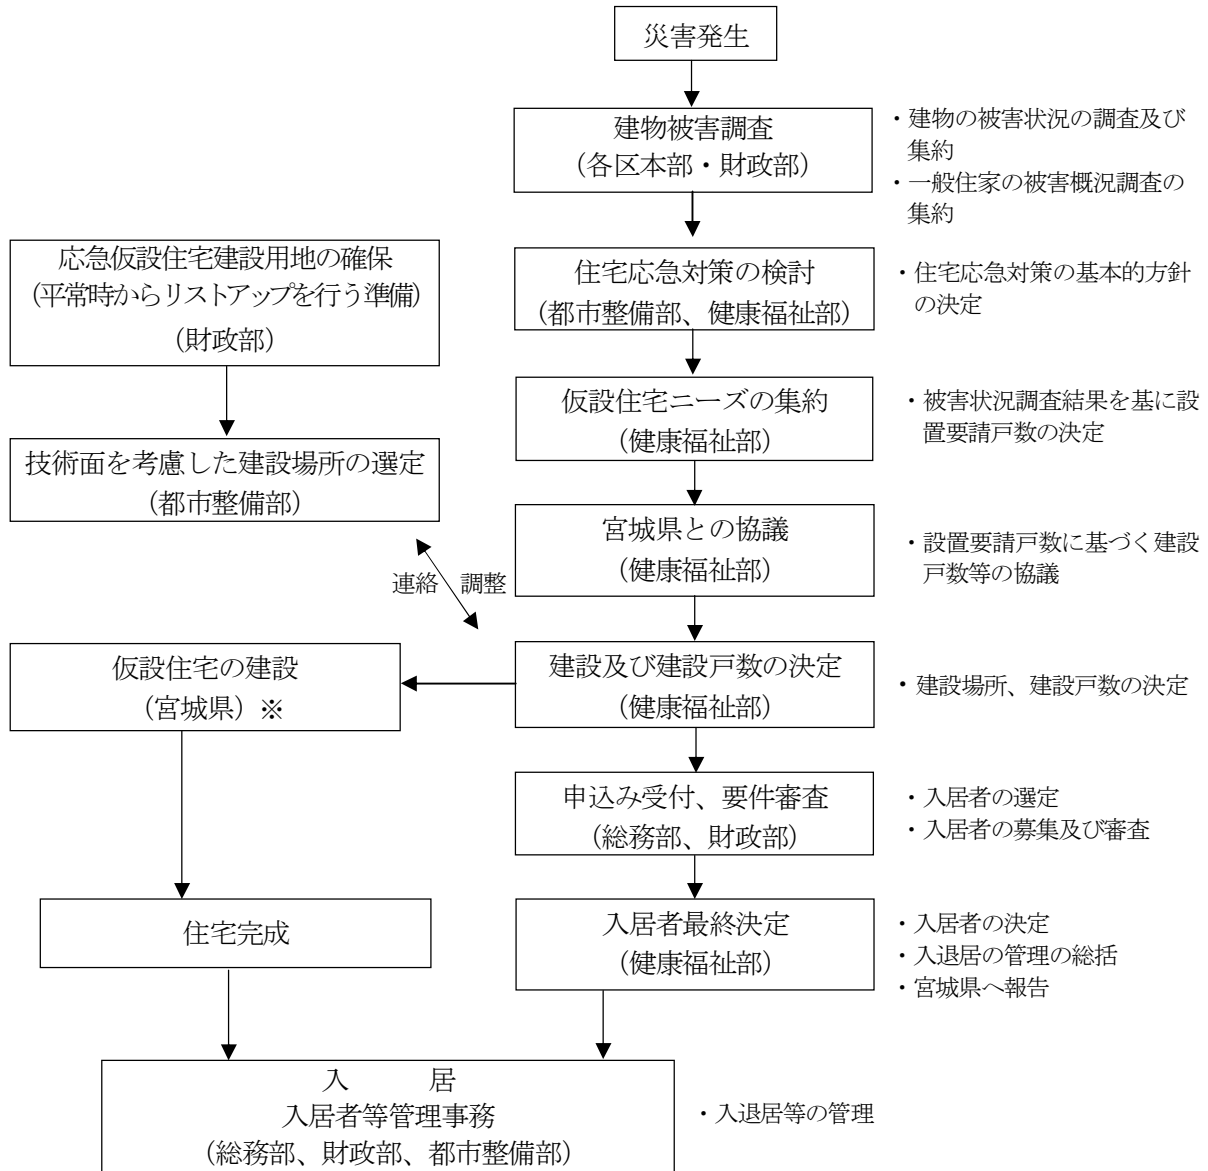 災害発生
建物被害調査
（各区本部・財政部）
・建物の被害状況の調査及び
集約
・一般住家の被害概況調査の
集約
応急仮設住宅建設用地の確保
（平常時からリストアップを行う準備）
（財政部）
住宅応急対策の検討
（都市整備部、健康福祉部）
・住宅応急対策の基本的方針
の決定
仮設住宅ニーズの集約
（健康福祉部）
・被害状況調査結果を基に設
置要請戸数の決定
技術面を考慮した建設場所の選定
（都市整備部）
宮城県との協議
（健康福祉部）
・設置要請戸数に基づく建設
戸数等の協議
連絡 調整
仮設住宅の建設
（宮城県）※
建設及び建設戸数の決定
（健康福祉部）
・建設場所、建設戸数の決定
申込み受付、要件審査
（総務部、財政部）
・入居者の選定
・入居者の募集及び審査
住宅完成
入居者最終決定
（健康福祉部）
・入居者の決定
・入退居の管理の総括
・宮城県へ報告
入　　　居
入居者等管理事務
（総務部、財政部、都市整備部）
・入退居等の管理